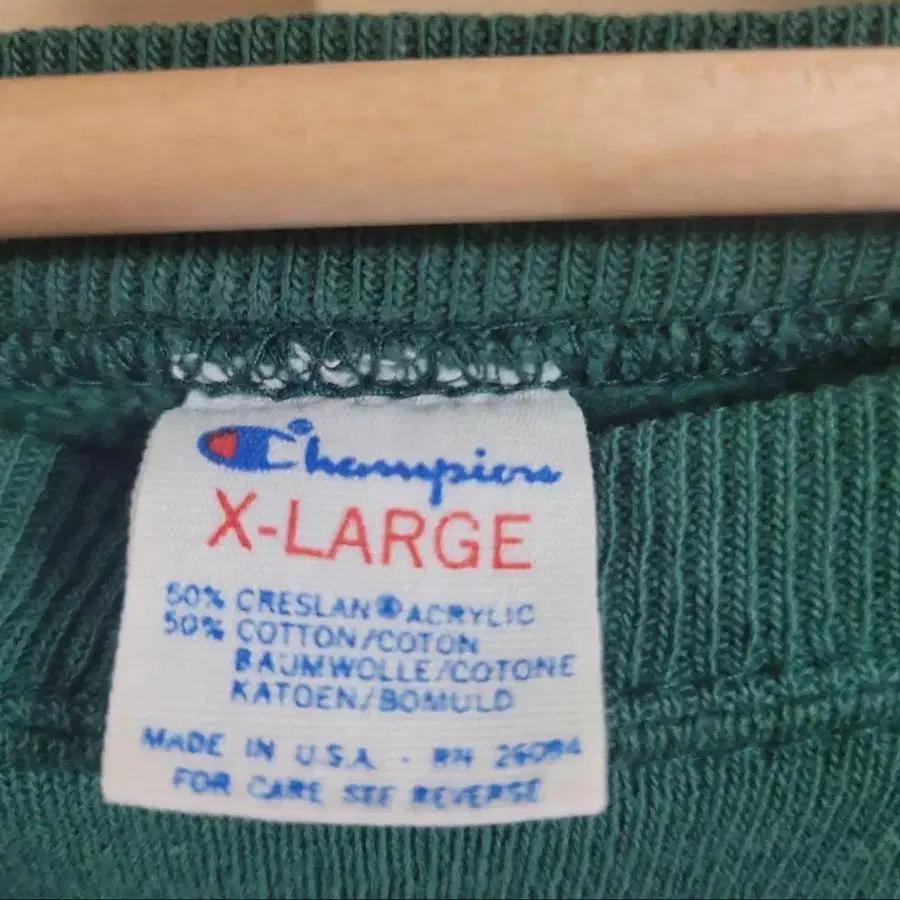 Champion
X-LARGE
50% CRESLAN® ACRYLIC
50% COTTON/COTON
BAUMWOLLE/COTONE
KATOEN/BOMULD
MADE IN U.S.A. - RN 26094
FOR CARE SEE REVERSE